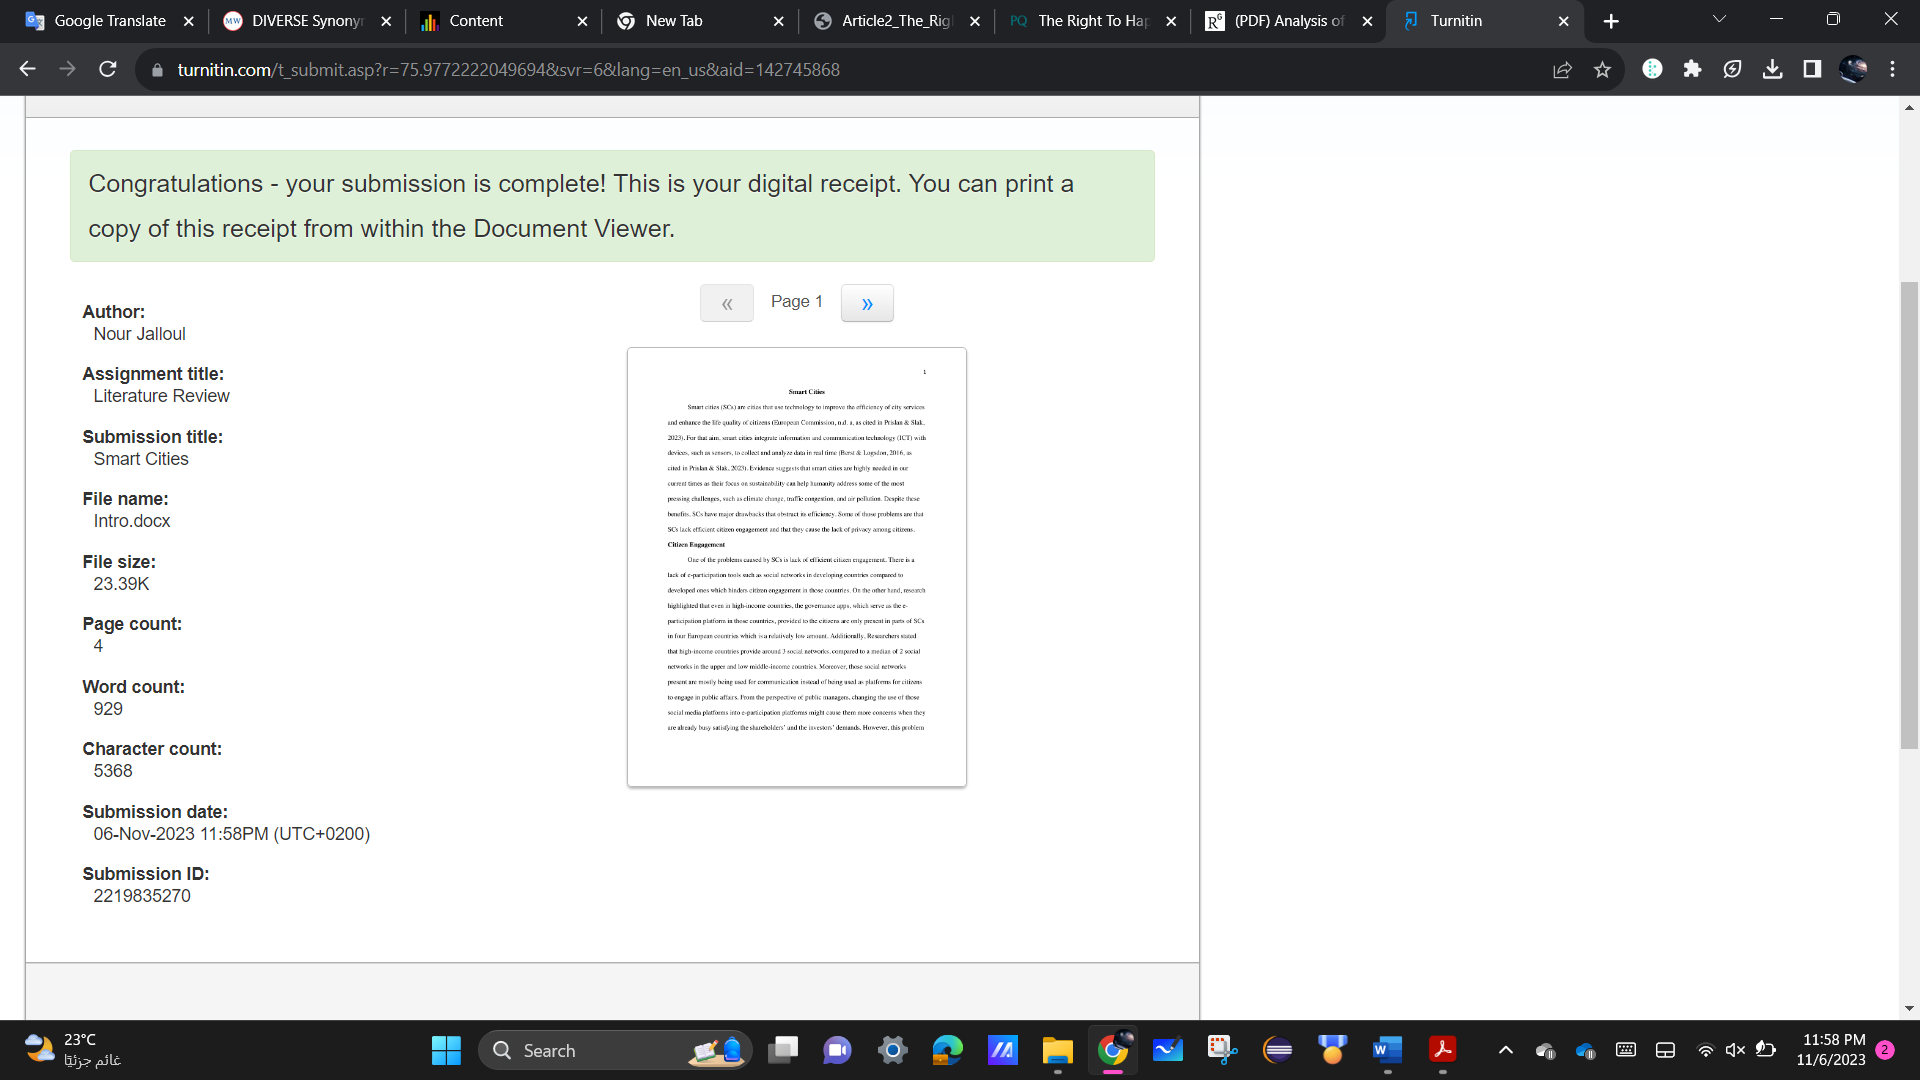 Google Translate
DIVERSE Synony
Content
New Tab
Article2_The_Rig
PQ The Right To Hap
(PDF) Analysis of
Turnitin
turnitin.com/t_submit.asp?r=75.9772222049694&svr=6&lang=en_us&aid=142745868
Congratulations - your submission is complete! This is your digital receipt. You can print a
copy of this receipt from within the Document Viewer.
« Page 1 »
Author:
Nour Jalloul
Assignment title:
Literature Review
Submission title:
Smart Cities
File name:
Intro.docx
File size:
23.39K
Page count:
4
Word count:
929
Character count:
5368
Submission date:
06-Nov-2023 11:58PM (UTC+0200)
Submission ID:
2219835270
1
Smart Cities
Smart cities (SCs) are cities that use technology to improve the efficiency of city services
and enhance the life quality of citizens (European Commission, n.d. a, as cited in Prislan & Slak,
2023). For that aim, smart cities integrate information and communication technology (ICT) with
devices, such as sensors, to collect and analyze data in real time (Berst & Logsdon, 2016, as
cited in Prislan & Slak, 2023). Evidence suggests that smart cities are highly needed in our
current times as their focus on sustainability can help humanity address some of the most
pressing challenges, such as climate change, traffic congestion, and air pollution. Despite these
benefits, SCs have major drawbacks that obstruct its efficiency. Some of those problems are that
SCs lack efficient citizen engagement and that they cause the lack of privacy among citizens.
Citizen Engagement
One of the problems caused by SCs is lack of efficient citizen engagement. There is a
lack of e-participation tools such as social networks in developing countries compared to
developed ones which hinders citizen engagement in those countries. On the other hand, research
highlighted that even in high-income countries, the governance apps, which serve as the e-
participation platform in those countries, provided to the citizens are only present in parts of SCs
in four European countries which is a relatively low amount. Additionally, Researchers stated
that high-income countries provide around 3 social networks, compared to a median of 2 social
networks in the upper and low middle-income countries. Moreover, those social networks
present are mostly being used for communication instead of being used as platforms for citizens
to engage in public affairs. From the perspective of public managers, changing the use of those
social media platforms into e-participation platforms might cause them more concerns when they
are already busy satisfying the shareholders' and the investors' demands. However, this problem
23°C
غائم جزئيًا
Search
11:58 PM
11/6/2023
2